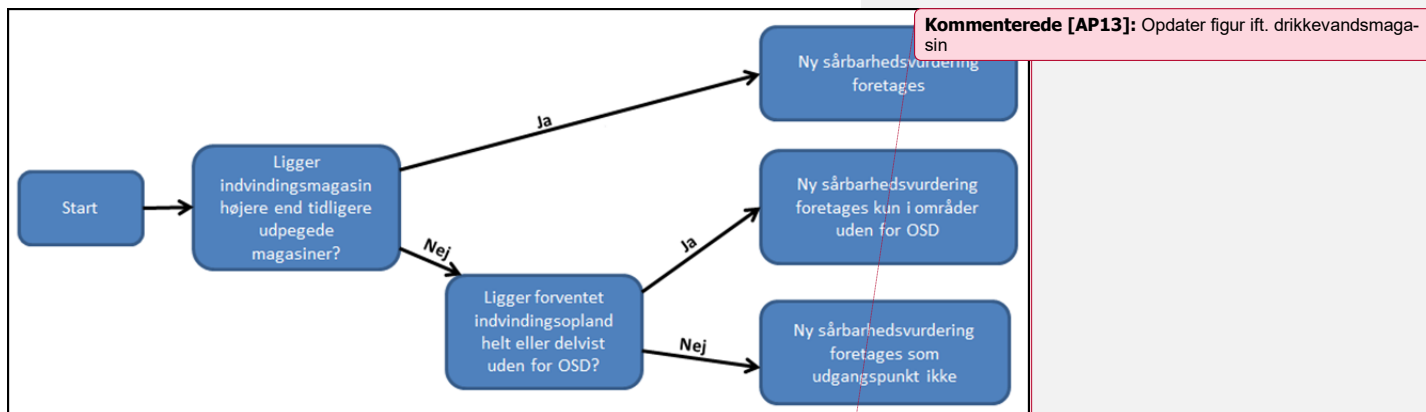 Kommenterede [AP13]: Opdater figur ift. drikkevandsmaga-
sin
Start
Ligger
indvindingsmagasin
højere end tidligere
udpegede
magasiner?
Ja
Ny sårbarhedsvurdering
foretages
Nej
Ligger forventet
indvindingsopland
helt eller delvist
uden for OSD?
Ja
Ny sårbarhedsvurdering
foretages kun i områder
uden for OSD
Nej
Ny sårbarhedsvurdering
foretages som
udgangspunkt ikke